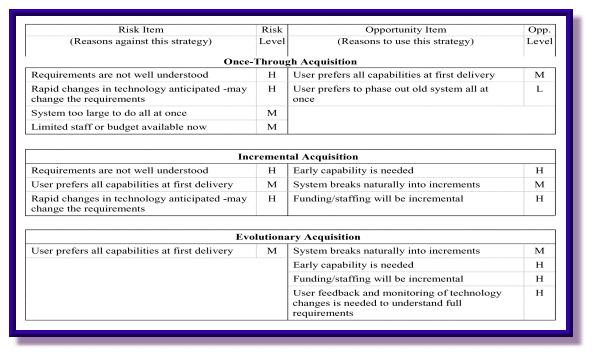 Risk Item Risk Opportunity Item Opp.
(Reasons against this strategy) Level (Reasons to use this strategy) Level
Once-Through Acquisition
Requirements are not well understood H User prefers all capabilities at first delivery M
Rapid changes in technology anticipated -may H User prefers to phase out old system all at L
change the requirements once
System too large to do all at once M
Limited staff or budget available now M
Incremental Acquisition
Requirements are not well understood H Early capability is needed H
User prefers all capabilities at first delivery M System breaks naturally into increments M
Rapid changes in technology anticipated -may H Funding/staffing will be incremental H
change the requirements
Evolutionary Acquisition
User prefers all capabilities at first delivery M System breaks naturally into increments M
Early capability is needed H
Funding/staffing will be incremental H
User feedback and monitoring of technology H
changes is needed to understand full
requirements